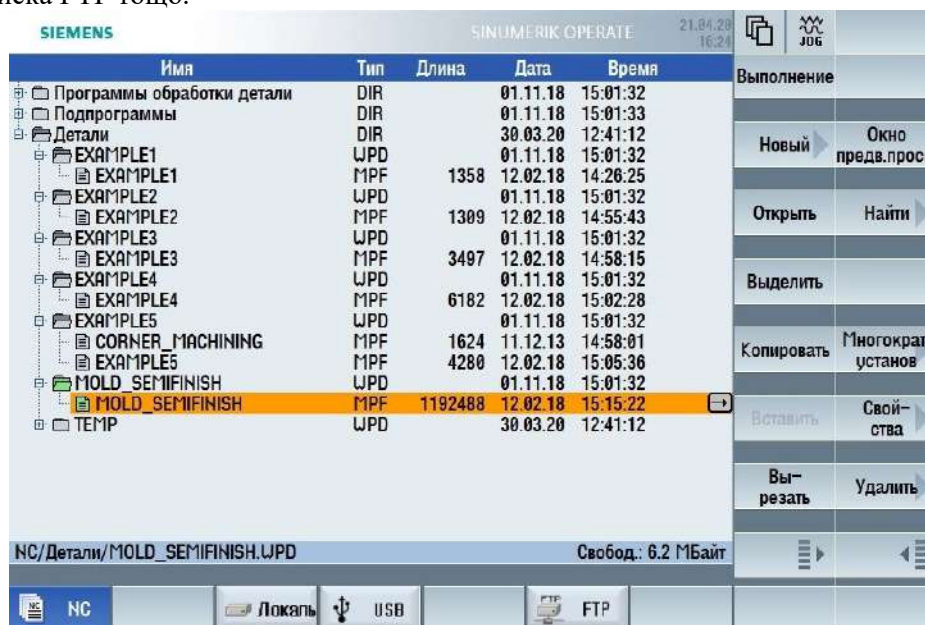 SIEMENS SINUMERIK OPERATE 21.04.20 16:24 JOG
Имя Тип Длина Дата Время
Программы обработки детали DIR 01.11.18 15:01:32
Подпрограммы DIR 01.11.18 15:01:33
Детали DIR 30.03.20 12:41:12
EXAMPLE1 WPD 01.11.18 15:01:32
EXAMPLE1 MPF 1358 12.02.18 14:26:25
EXAMPLE2 WPD 01.11.18 15:01:32
EXAMPLE2 MPF 1309 12.02.18 14:55:43
EXAMPLE3 WPD 01.11.18 15:01:32
EXAMPLE3 MPF 3497 12.02.18 14:58:15
EXAMPLE4 WPD 01.11.18 15:01:32
EXAMPLE4 MPF 6182 12.02.18 15:02:28
EXAMPLE5 WPD 01.11.18 15:01:32
CORNER_MACHINING MPF 1624 11.12.13 14:58:01
EXAMPLE5 MPF 4280 12.02.18 15:05:36
MOLD_SEMIFINISH WPD 01.11.18 15:01:32
MOLD_SEMIFINISH MPF 1192488 12.02.18 15:15:22
TEMP WPD 30.03.20 12:41:12
NC/Детали/MOLD_SEMIFINISH.WPD Свобод.: 6.2 МБайт
Выполнение
Новый
Окно
предв.прос
Открыть
Найти
Выделить
Копировать
Многократ
установ
Вставить
Свой-
ства
Вы-
резать
Удалить
NC Локаль USB FTP